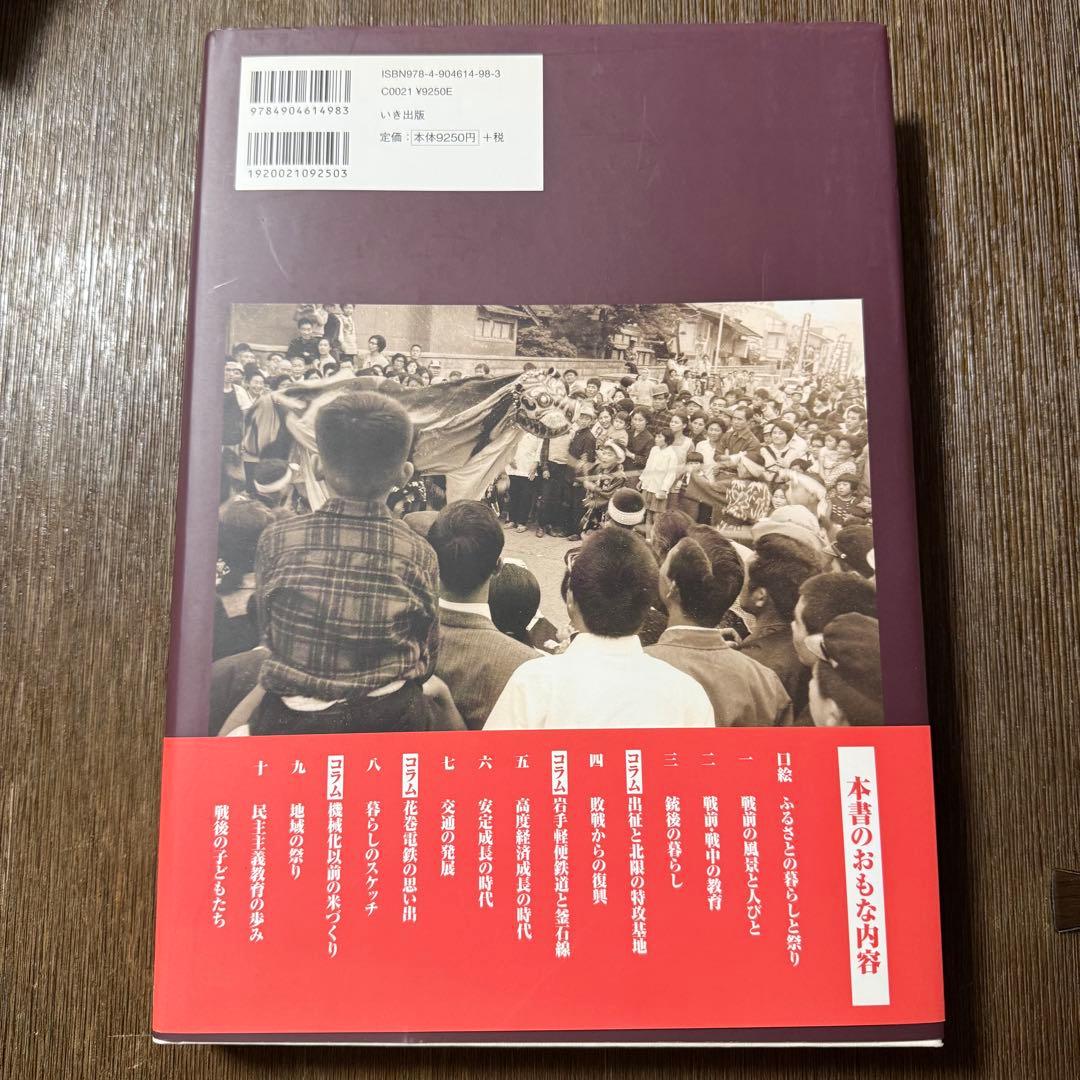 ISBN978-4-904614-98-3
C0021 ¥9250E
いき出版
定価：本体9250円 +税
9784904614983
1920021092503
本書のおもな内容
口絵 ふるさとの暮らしと祭り
一 戦前の風景と人びと
二 戦前・戦中の教育
三 銃後の暮らし
コラム 出征と北限の特攻基地
四 敗戦からの復興
コラム 岩手軽便鉄道と釜石線
五 高度経済成長の時代
六 安定成長の時代
七 交通の発展
コラム 花巻電鉄の思い出
八 暮らしのスケッチ
コラム 機械化以前の米づくり
九 地域の祭り
十 民主主義教育の歩み
戦後の子どもたち